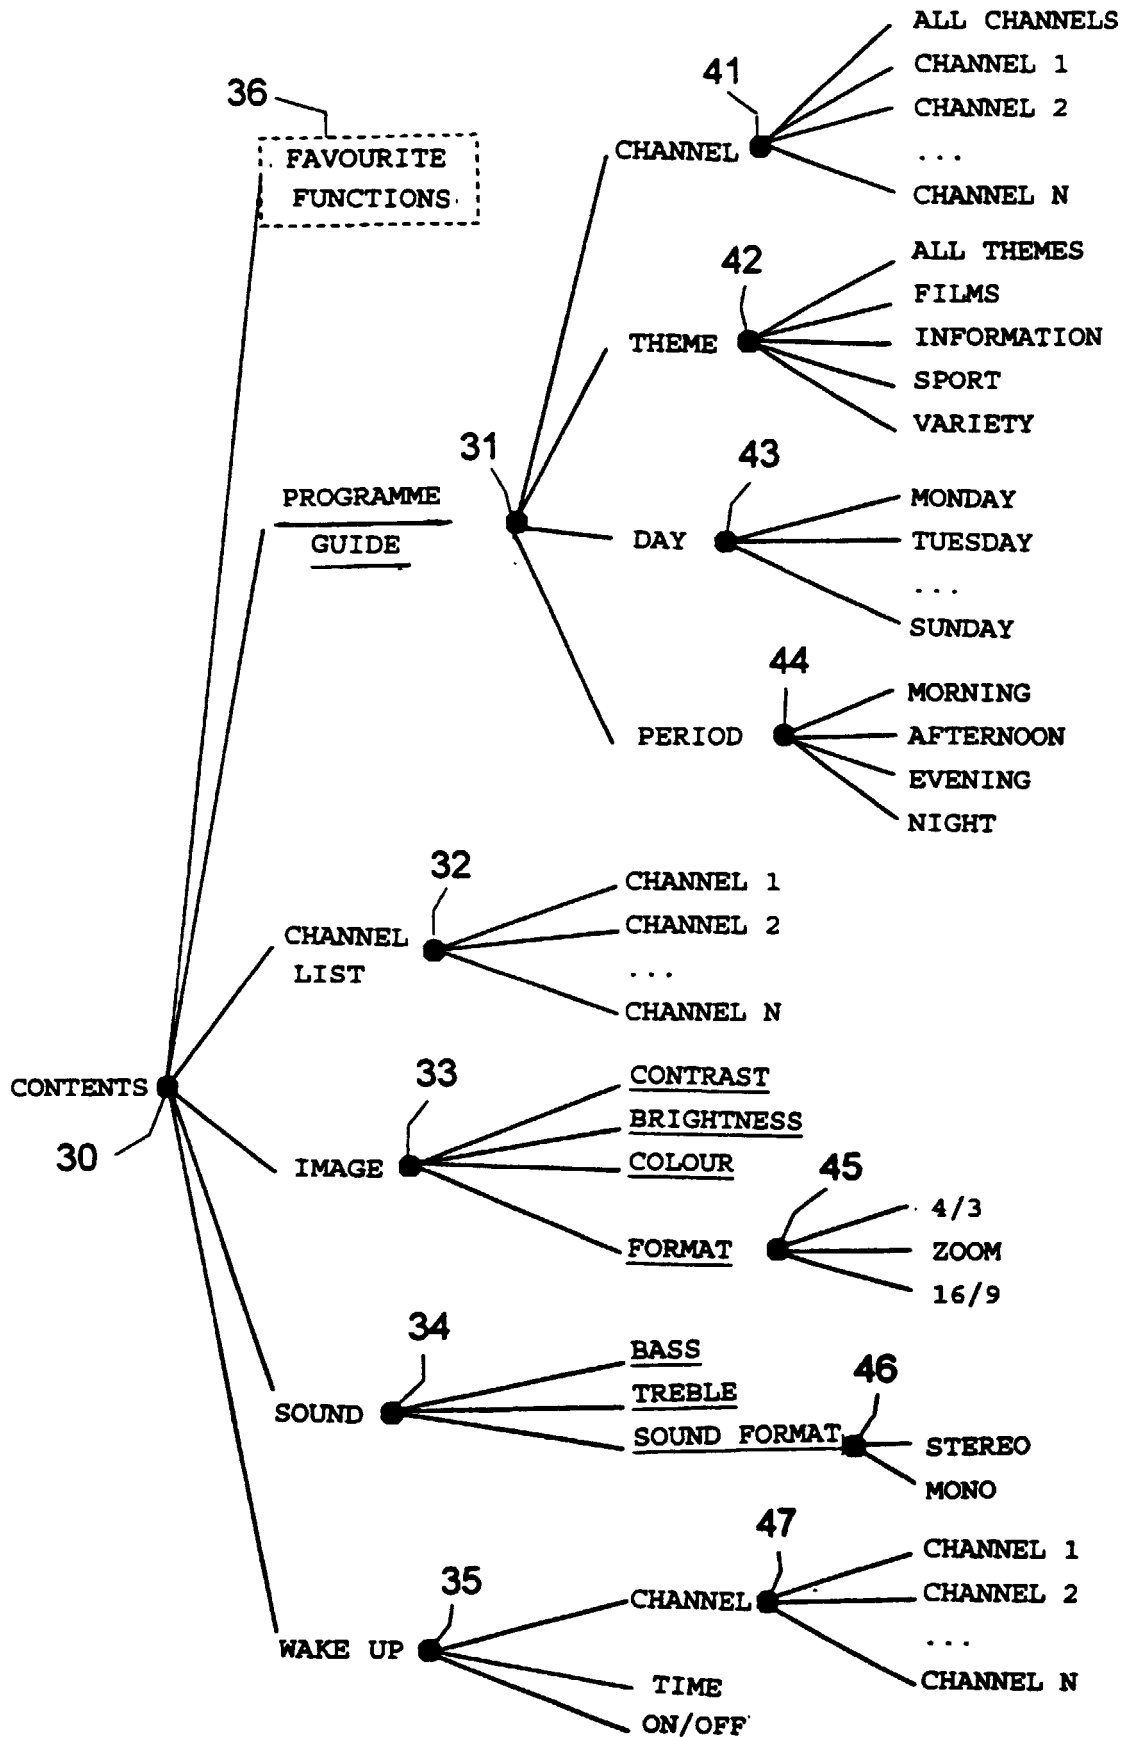 36
FAVOURITE
FUNCTIONS
41
CHANNEL
ALL CHANNELS
CHANNEL 1
CHANNEL 2
...
CHANNEL N
42
THEME
ALL THEMES
FILMS
INFORMATION
SPORT
VARIETY
31
PROGRAMME
GUIDE
43
DAY
MONDAY
TUESDAY
...
SUNDAY
44
PERIOD
MORNING
AFTERNOON
EVENING
NIGHT
32
CHANNEL
LIST
CHANNEL 1
CHANNEL 2
...
CHANNEL N
CONTENTS
30
33
IMAGE
CONTRAST
BRIGHTNESS
COLOUR
FORMAT
45
4/3
ZOOM
16/9
34
SOUND
BASS
TREBLE
SOUND FORMAT
46
STEREO
MONO
35
WAKE UP
CHANNEL
47
CHANNEL 1
CHANNEL 2
...
CHANNEL N
TIME
ON/OFF